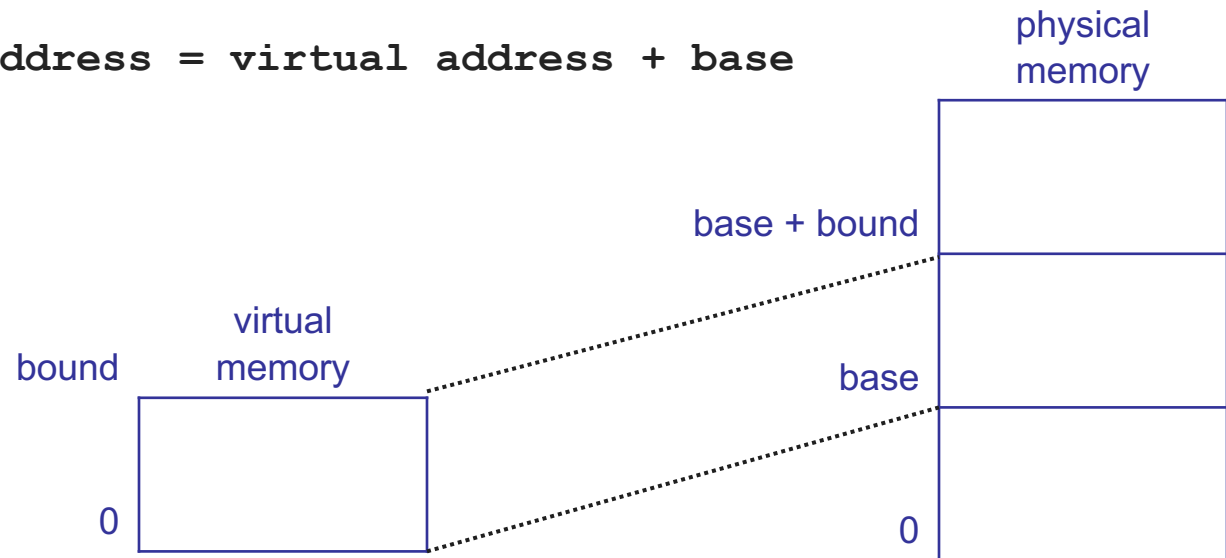 ddress = virtual address + base
physical
memory
base + bound
virtual
memory
bound
base
0
0